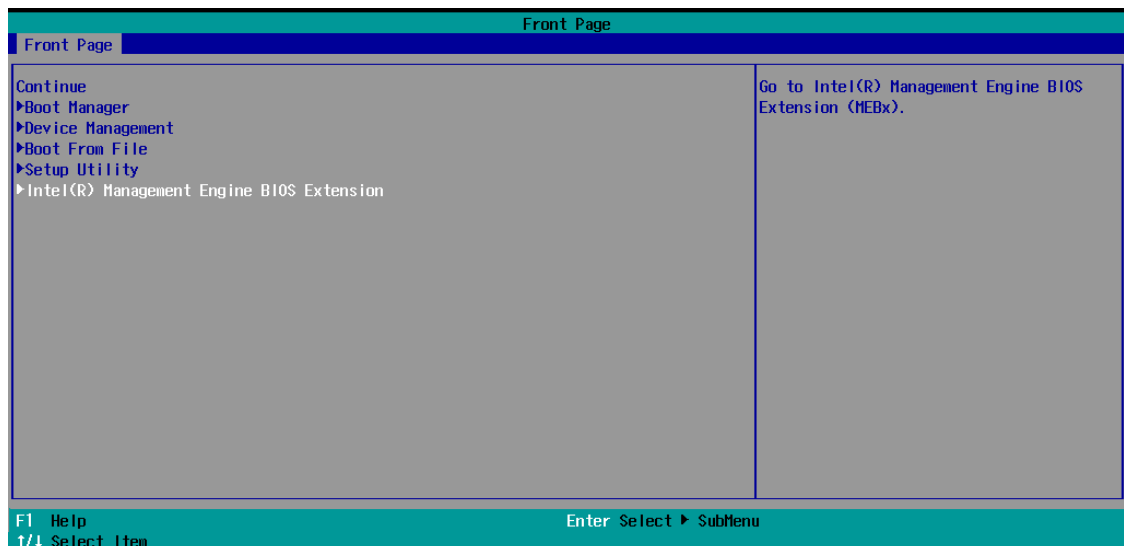 Front Page
Front Page
Continue
▶Boot Manager
▶Device Management
▶Boot From File
▶Setup Utility
▶Intel(R) Management Engine BIOS Extension
Go to Intel(R) Management Engine BIOS
Extension (MEBx).
F1 Help
Enter Select ▶ SubMenu
↑/↓ Select Item